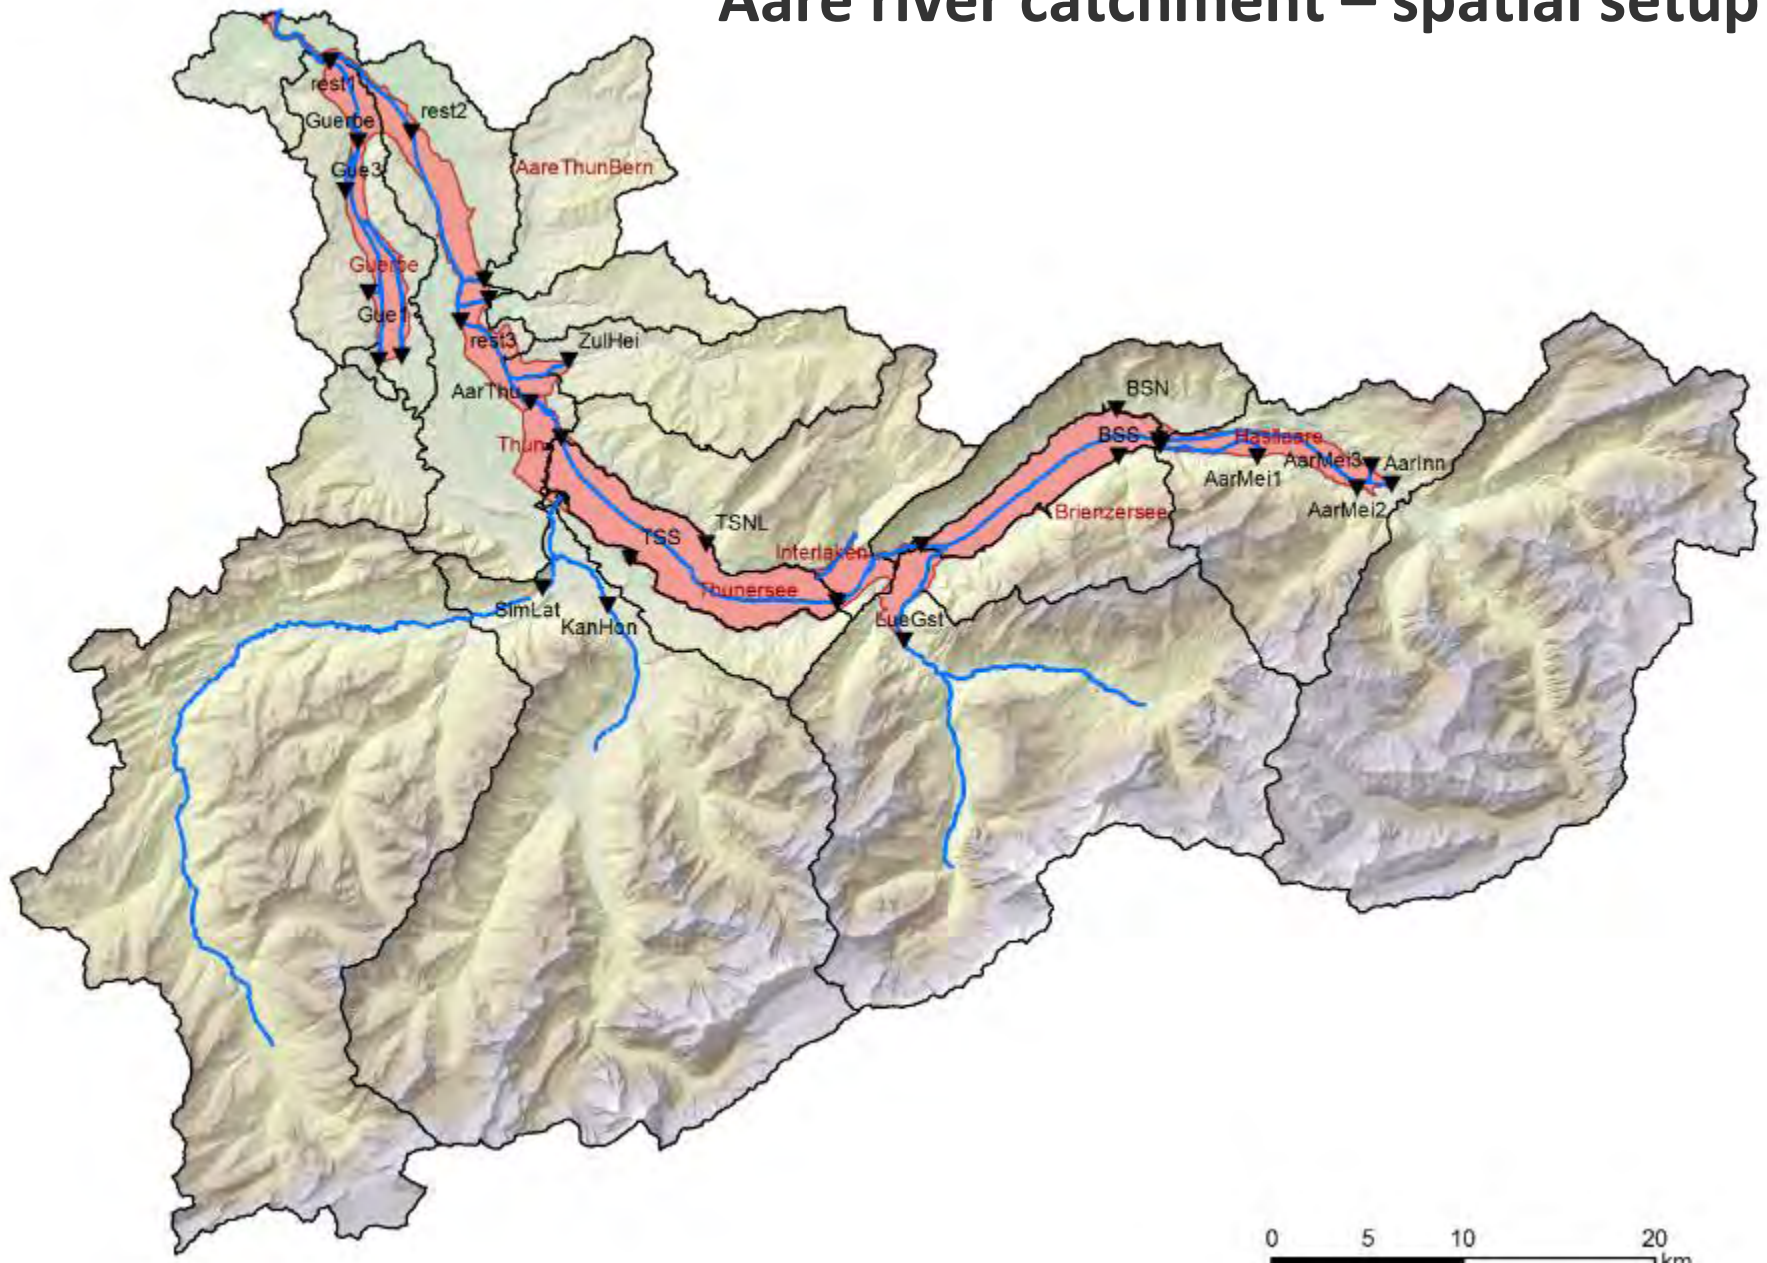 Aare river catchment – spatial setup
rest1
rest2
Guerbe
AareThunBern
Gue3
Guerbe
Gue1
rest3
ZulHei
AarThu
BSN
Thun
BSS
Hasliaare
AarMei3
AarInn
AarMei1
AarMei2
Brienzersee
TSNL
TSS
Interlaken
Thunersee
SimLat
KanHon
LueGst
0 5 10 20
km